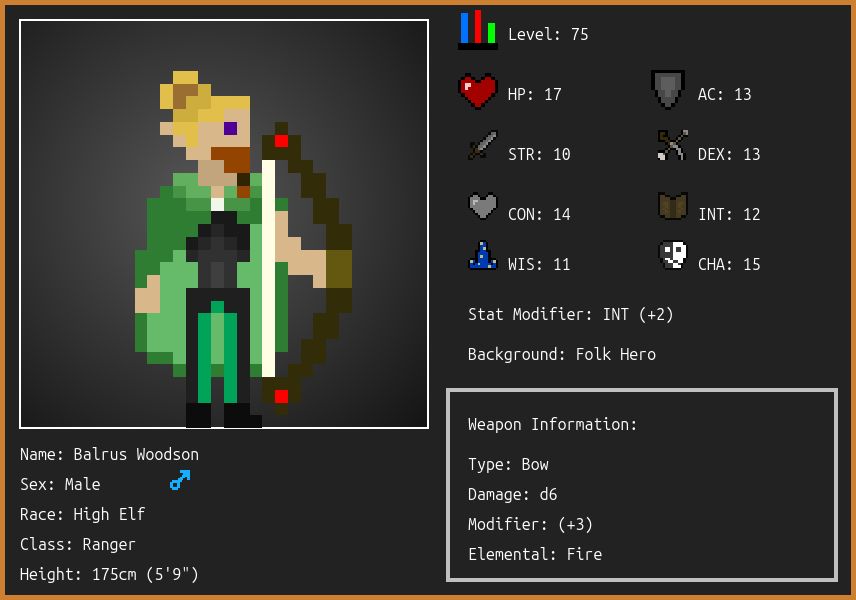 Level: 75
HP: 17
AC: 13
STR: 10
DEX: 13
CON: 14
INT: 12
WIS: 11
CHA: 15
Stat Modifier: INT (+2)
Background: Folk Hero
Weapon Information:
Type: Bow
Damage: d6
Modifier: (+3)
Elemental: Fire
Name: Balrus Woodson
Sex: Male
Race: High Elf
Class: Ranger
Height: 175cm (5'9")